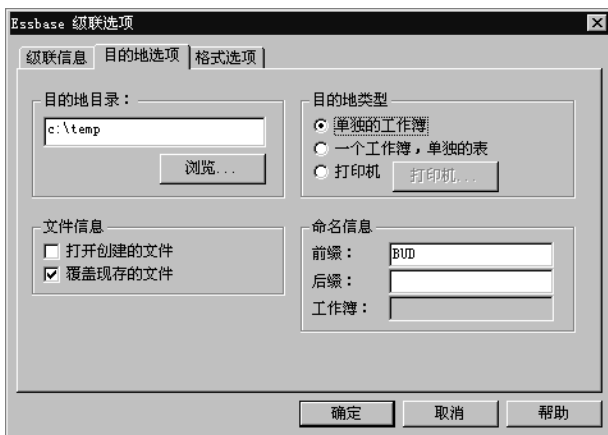 Essbase 级联选项
级联信息 目的地选项 格式选项
目的地目录：
c:\temp
浏览...
目的地类型
单独的工作簿
一个工作簿，单独的表
打印机 打印机...
文件信息
打开创建的文件
覆盖现存的文件
命名信息
前缀： BUD
后缀：
工作簿：
确定 取消 帮助